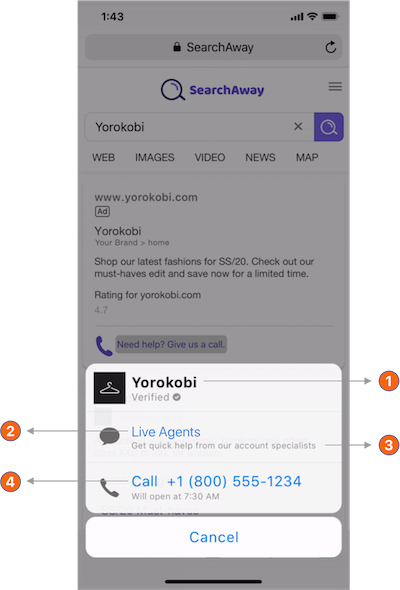 1:43
SearchAway
SearchAway
Yorokobi
WEB IMAGES VIDEO NEWS MAP
www.yorokobi.com
Ad
Yorokobi
Your Brand > home
Shop our latest fashions for SS/20. Check out our
must-haves edit and save now for a limited time.
Rating for yorokobi.com
4.7
Need help? Give us a call.
Yorokobi
Verified
1
2
Live Agents
Get quick help from our account specialists
3
4
Call +1 (800) 555-1234
Will open at 7:30 AM
Cancel